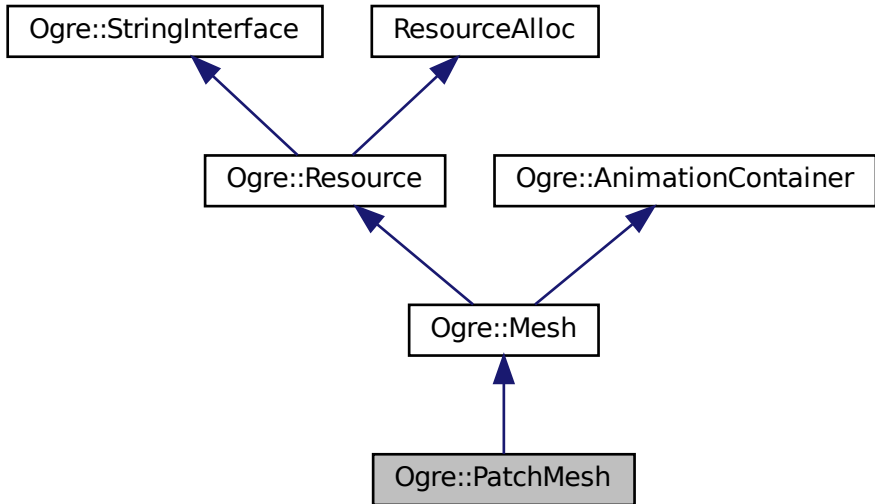 Ogre::StringInterface
ResourceAlloc
Ogre::Resource
Ogre::AnimationContainer
Ogre::Mesh
Ogre::PatchMesh